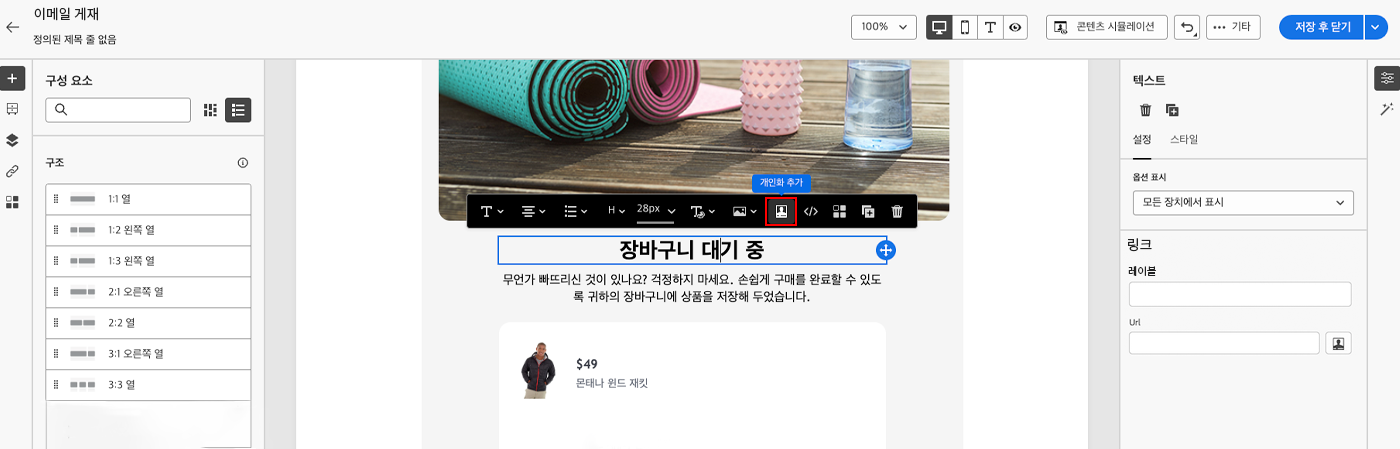 이메일 게재
정의된 제목 줄 없음
100%
콘텐츠 시뮬레이션
기타
저장 후 닫기
구성 요소
구조
1:1 열
1:2 왼쪽 열
1:3 왼쪽 열
2:1 오른쪽 열
2:2 열
3:1 오른쪽 열
3:3 열
개인화 추가
H
28px
장바구니 대기 중
무언가 빠뜨리신 것이 있나요? 걱정하지 마세요. 손쉽게 구매를 완료할 수 있도
록 귀하의 장바구니에 상품을 저장해 두었습니다.
$49
몬태나 윈드 재킷
텍스트
설정 스타일
옵션 표시
모든 장치에서 표시
링크
레이블
Url